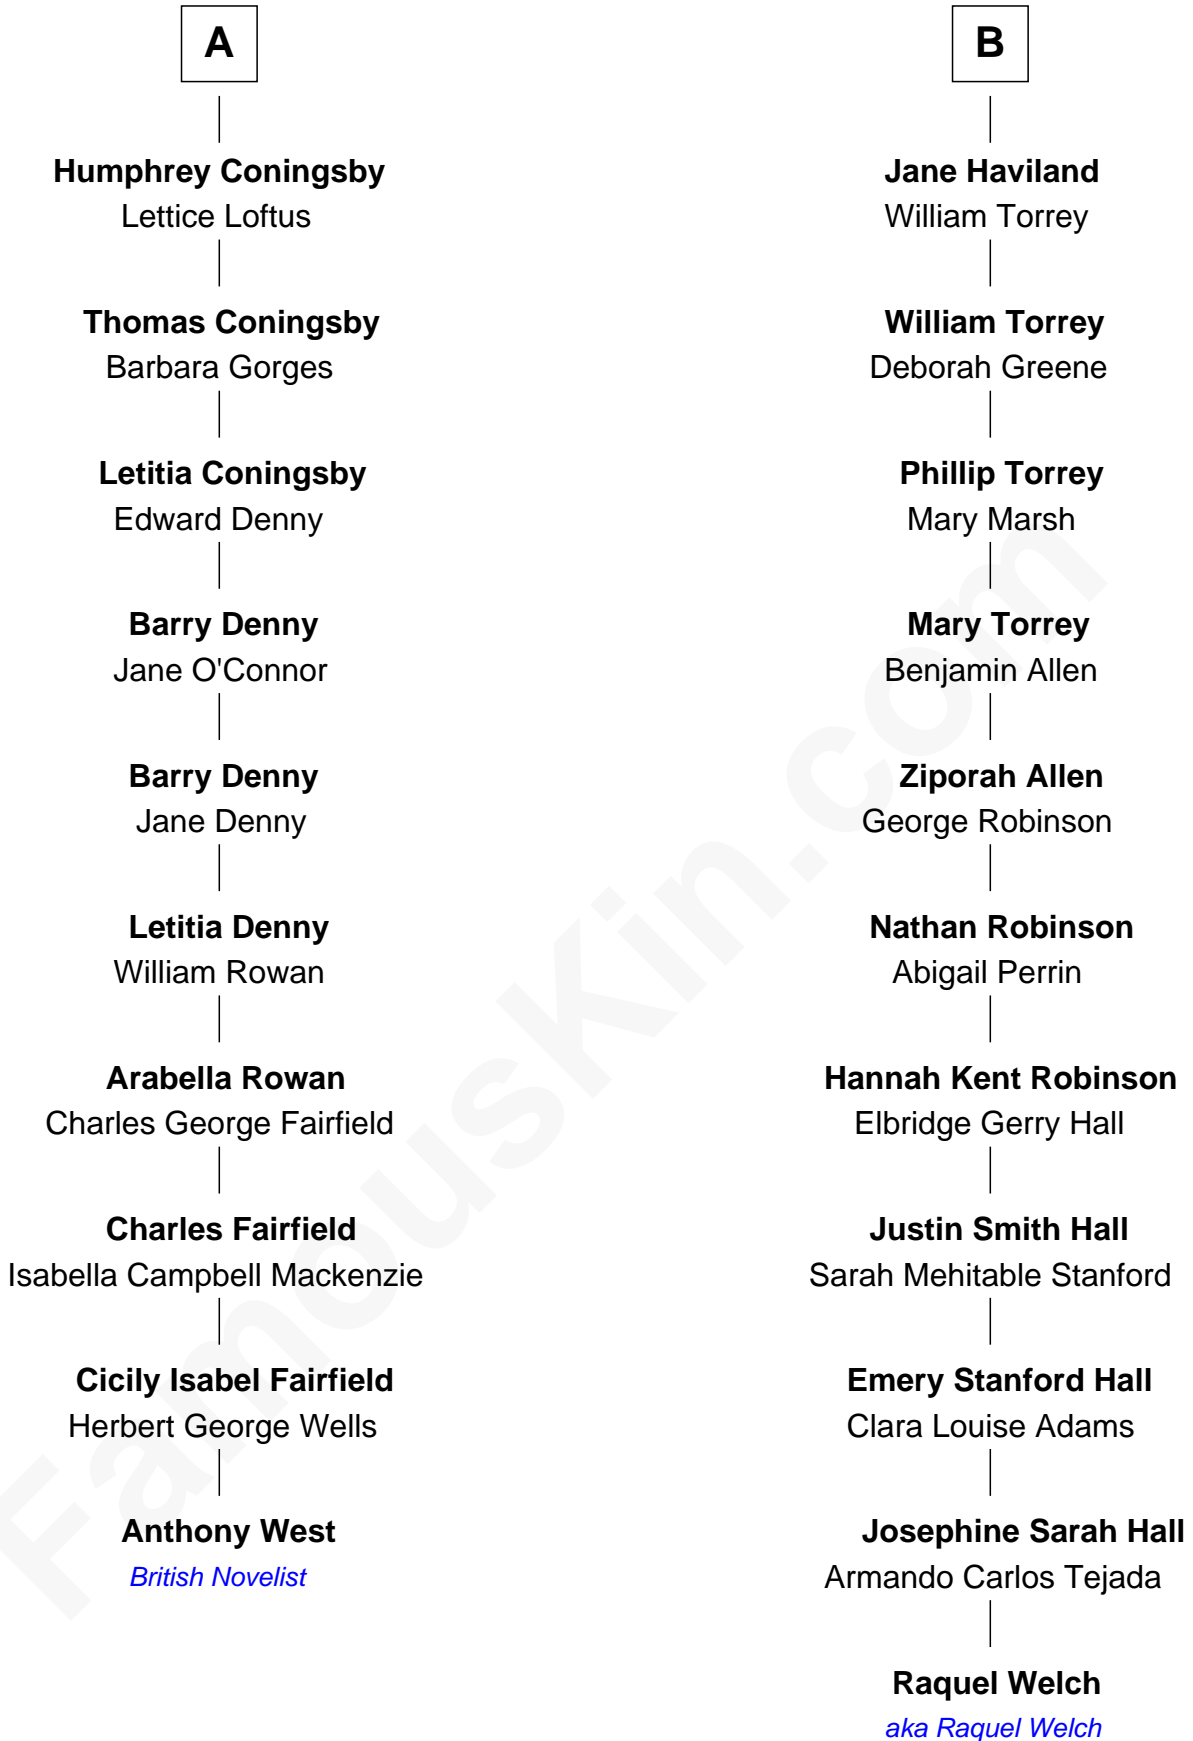 A
Humphrey Coningsby
Lettice Loftus
Thomas Coningsby
Barbara Gorges
Letitia Coningsby
Edward Denny
Barry Denny
Jane O'Connor
Barry Denny
Jane Denny
Letitia Denny
William Rowan
Arabella Rowan
Charles George Fairfield
Charles Fairfield
Isabella Campbell Mackenzie
Cicily Isabel Fairfield
Herbert George Wells
Anthony West
British Novelist
B
Jane Haviland
William Torrey
William Torrey
Deborah Greene
Phillip Torrey
Mary Marsh
Mary Torrey
Benjamin Allen
Ziporah Allen
George Robinson
Nathan Robinson
Abigail Perrin
Hannah Kent Robinson
Elbridge Gerry Hall
Justin Smith Hall
Sarah Mehitable Stanford
Emery Stanford Hall
Clara Louise Adams
Josephine Sarah Hall
Armando Carlos Tejada
Raquel Welch
aka Raquel Welch
FamousKin.com